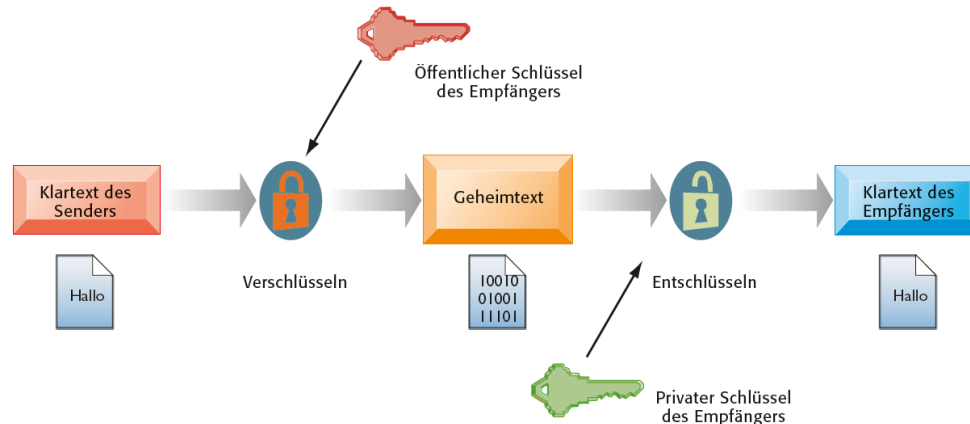 Öffentlicher Schlüssel
des Empfängers
Klartext des
Senders
Geheimtext
Klartext des
Empfängers
Verschlüsseln
Entschlüsseln
Hallo
10010
01001
11101
Hallo
Privater Schlüssel
des Empfängers